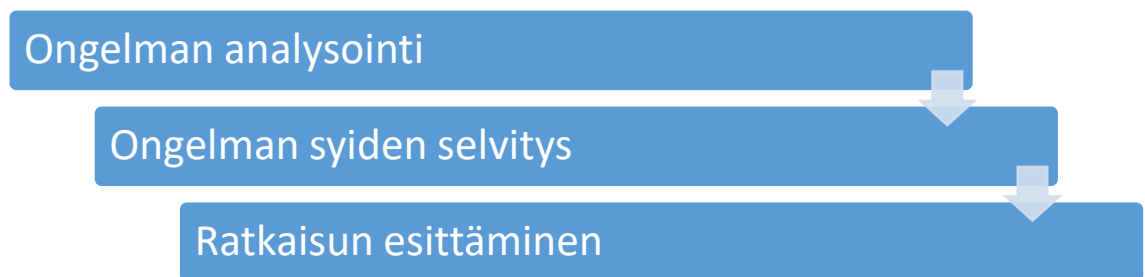 Ongelman analysointi
Ongelman syiden selvitys
Ratkaisun esittäminen